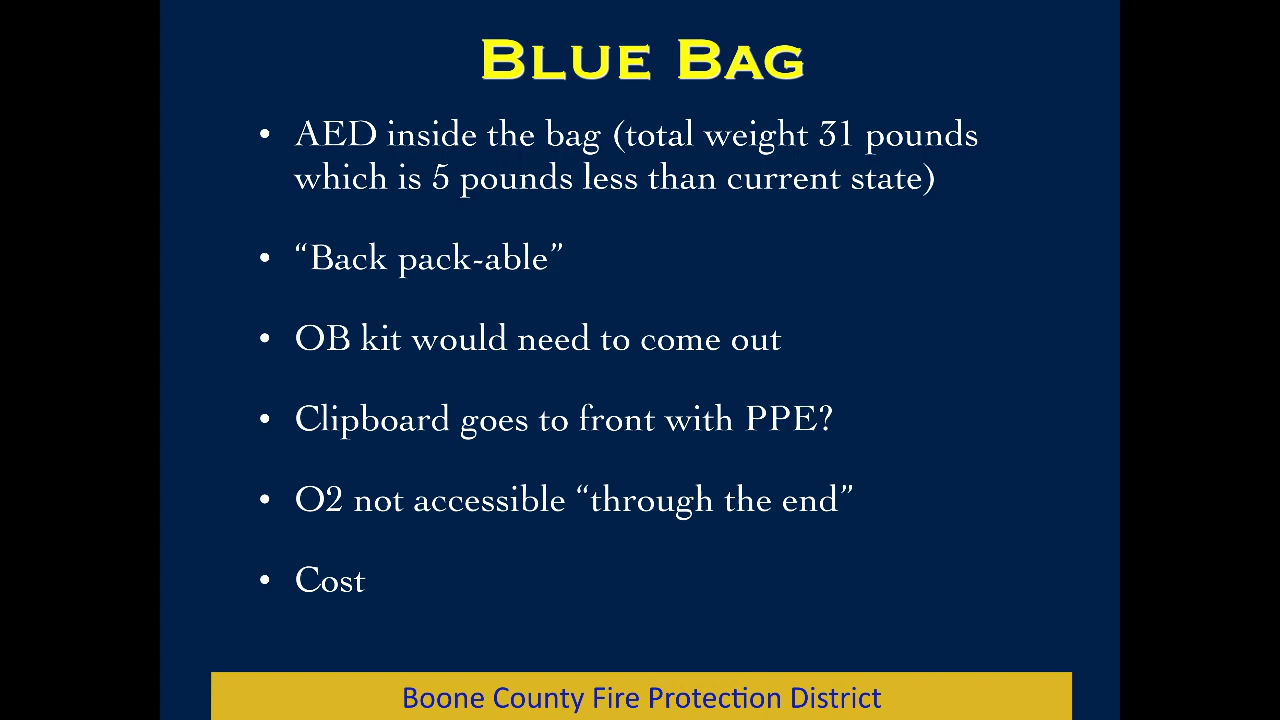 BLUE BAG
• AED inside the bag (total weight 31 pounds
which is 5 pounds less than current state)
• “Back pack-able”
• OB kit would need to come out
• Clipboard goes to front with PPE?
• O2 not accessible “through the end”
• Cost
Boone County Fire Protection District